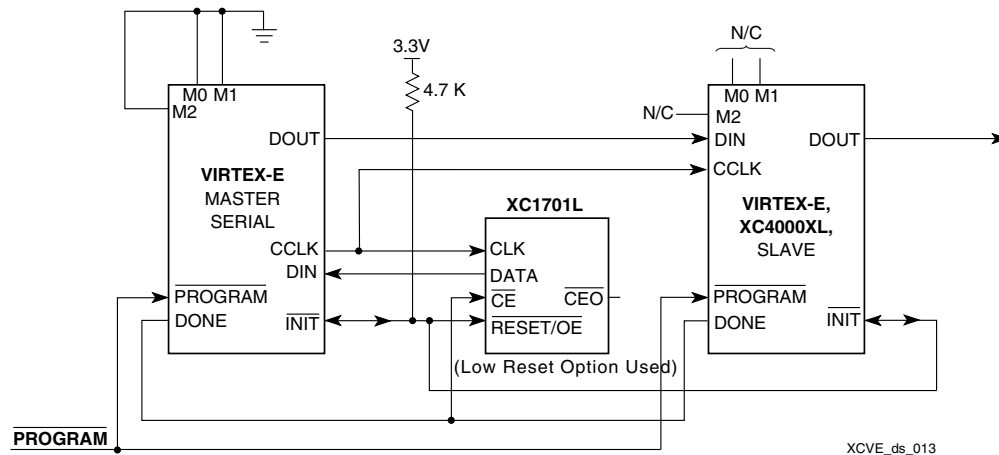 N/C
3.3V
M0 M1
4.7 K
M0 M1
M2
N/C
M2
DOUT
DIN
DOUT
VIRTEX-E
MASTER
SERIAL
CCLK
XC1701L
VIRTEX-E,
XC4000XL,
SLAVE
CCLK
CLK
DIN
DATA
PROGRAM
CE
CEO
PROGRAM
DONE
INIT
RESET/OE
DONE
INIT
(Low Reset Option Used)
PROGRAM
XCVE_ds_013